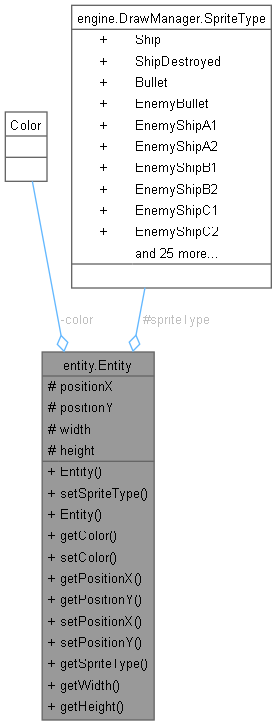 engine.DrawManager.SpriteType
+ Ship
+ ShipDestroyed
+ Bullet
+ EnemyBullet
+ EnemyShipA1
+ EnemyShipA2
+ EnemyShipB1
+ EnemyShipB2
+ EnemyShipC1
+ EnemyShipC2
and 25 more...
Color
-color
#spriteType
entity.Entity
# positionX
# positionY
# width
# height
+ Entity()
+ setSpriteType()
+ Entity()
+ getColor()
+ setColor()
+ getPositionX()
+ getPositionY()
+ setPositionX()
+ setPositionY()
+ getSpriteType()
+ getWidth()
+ getHeight()